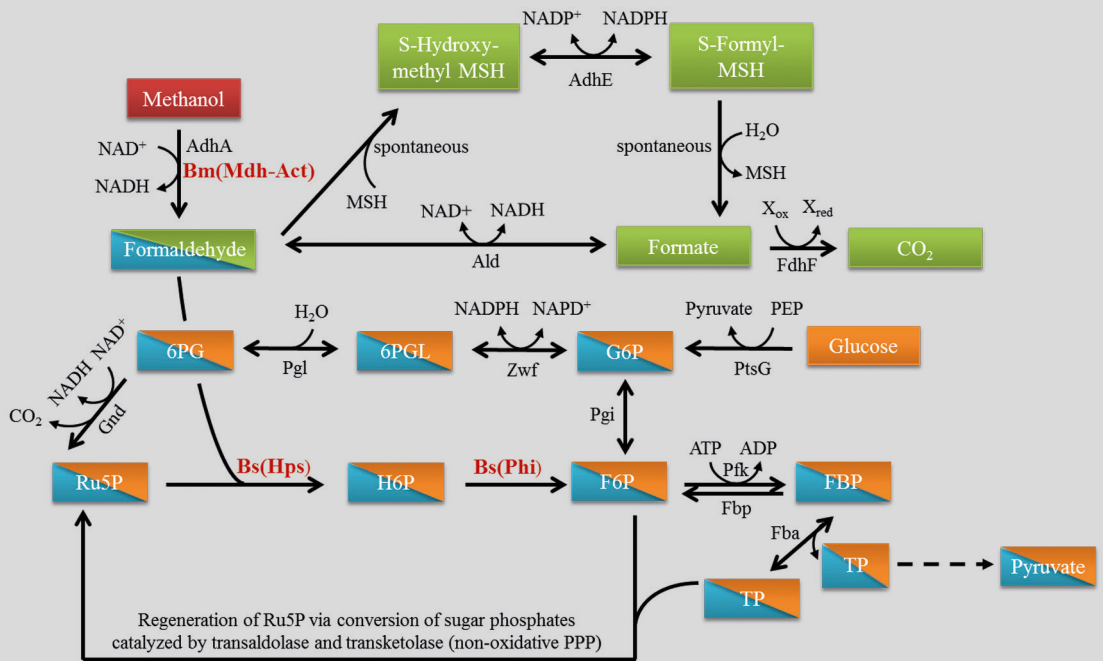 NADP⁺ NADPH
S-Hydroxy-
methyl MSH
AdhE
S-Formyl-
MSH
Methanol
NAD⁺
AdhA
Bm(Mdh-Act)
NADH
spontaneous
MSH
spontaneous
H₂O
MSH
Formaldehyde
NAD+ NADH
Ald
Formate
Xox Xred
FdhF
CO₂
6PG
H₂O
Pgl
6PGL
NADPH NAPD⁺
Zwf
G6P
Pyruvate PEP
PtsG
Glucose
NADH NAD⁺
CO₂
Gnd
Pgi
Ru5P
Bs(Hps)
H6P
Bs(Phi)
F6P
ATP ADP
Pfk
Fbp
FBP
Fba
TP
TP
Pyruvate
Regeneration of Ru5P via conversion of sugar phosphates
catalyzed by transaldolase and transketolase (non-oxidative PPP)